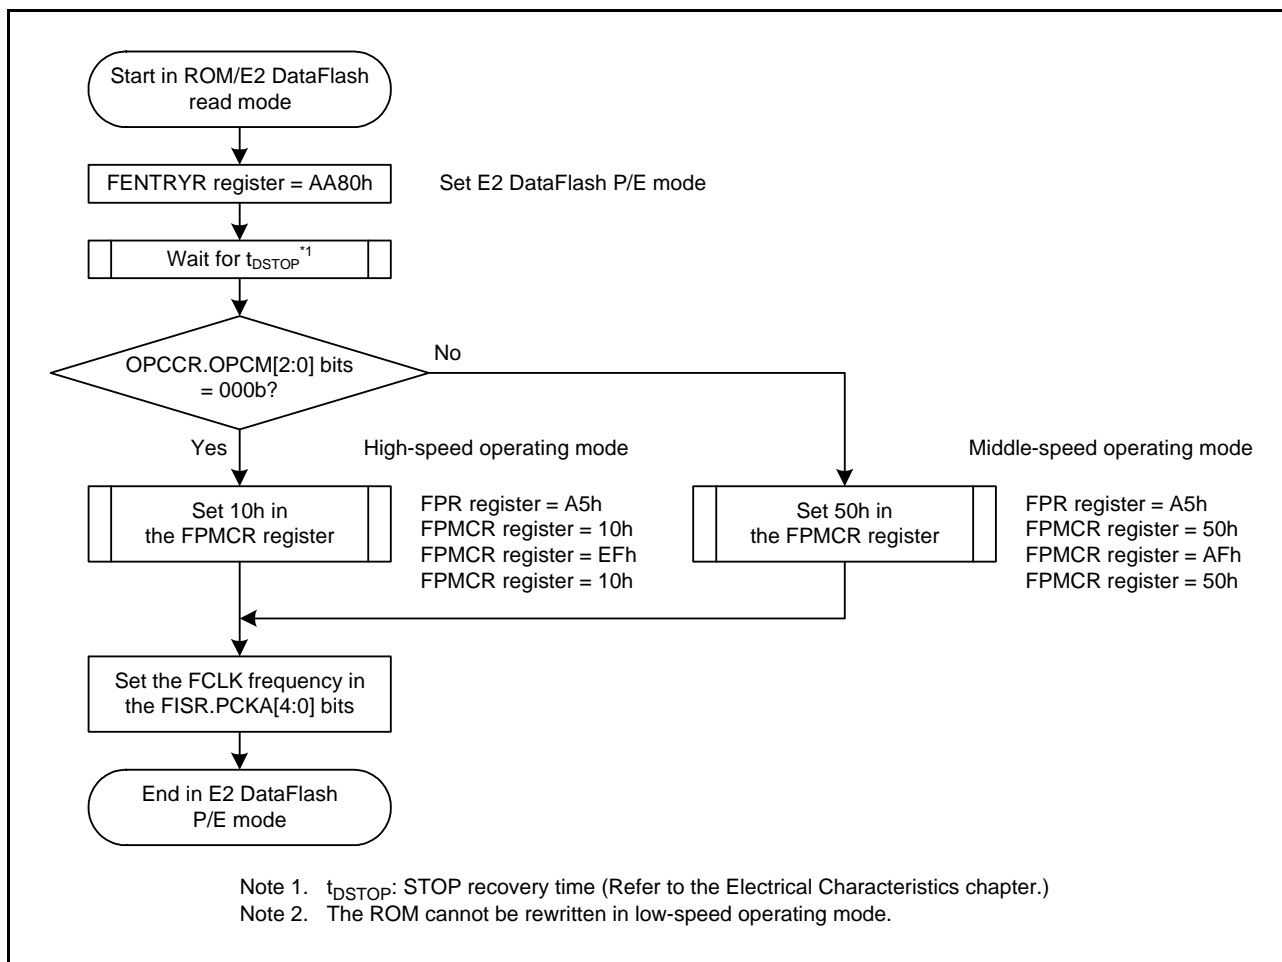 Start in ROM/E2 DataFlash
read mode
FENTRYR register = AA80h
Set E2 DataFlash P/E mode
Wait for tDSTOP*1
OPCCR.OPCM[2:0] bits
= 000b?
No
Yes
High-speed operating mode
Middle-speed operating mode
Set 10h in
the FPMCR register
FPR register = A5h
FPMCR register = 10h
FPMCR register = EFh
FPMCR register = 10h
Set 50h in
the FPMCR register
FPR register = A5h
FPMCR register = 50h
FPMCR register = AFh
FPMCR register = 50h
Set the FCLK frequency in
the FISR.PCKA[4:0] bits
End in E2 DataFlash
P/E mode
Note 1. tDSTOP: STOP recovery time (Refer to the Electrical Characteristics chapter.)
Note 2. The ROM cannot be rewritten in low-speed operating mode.